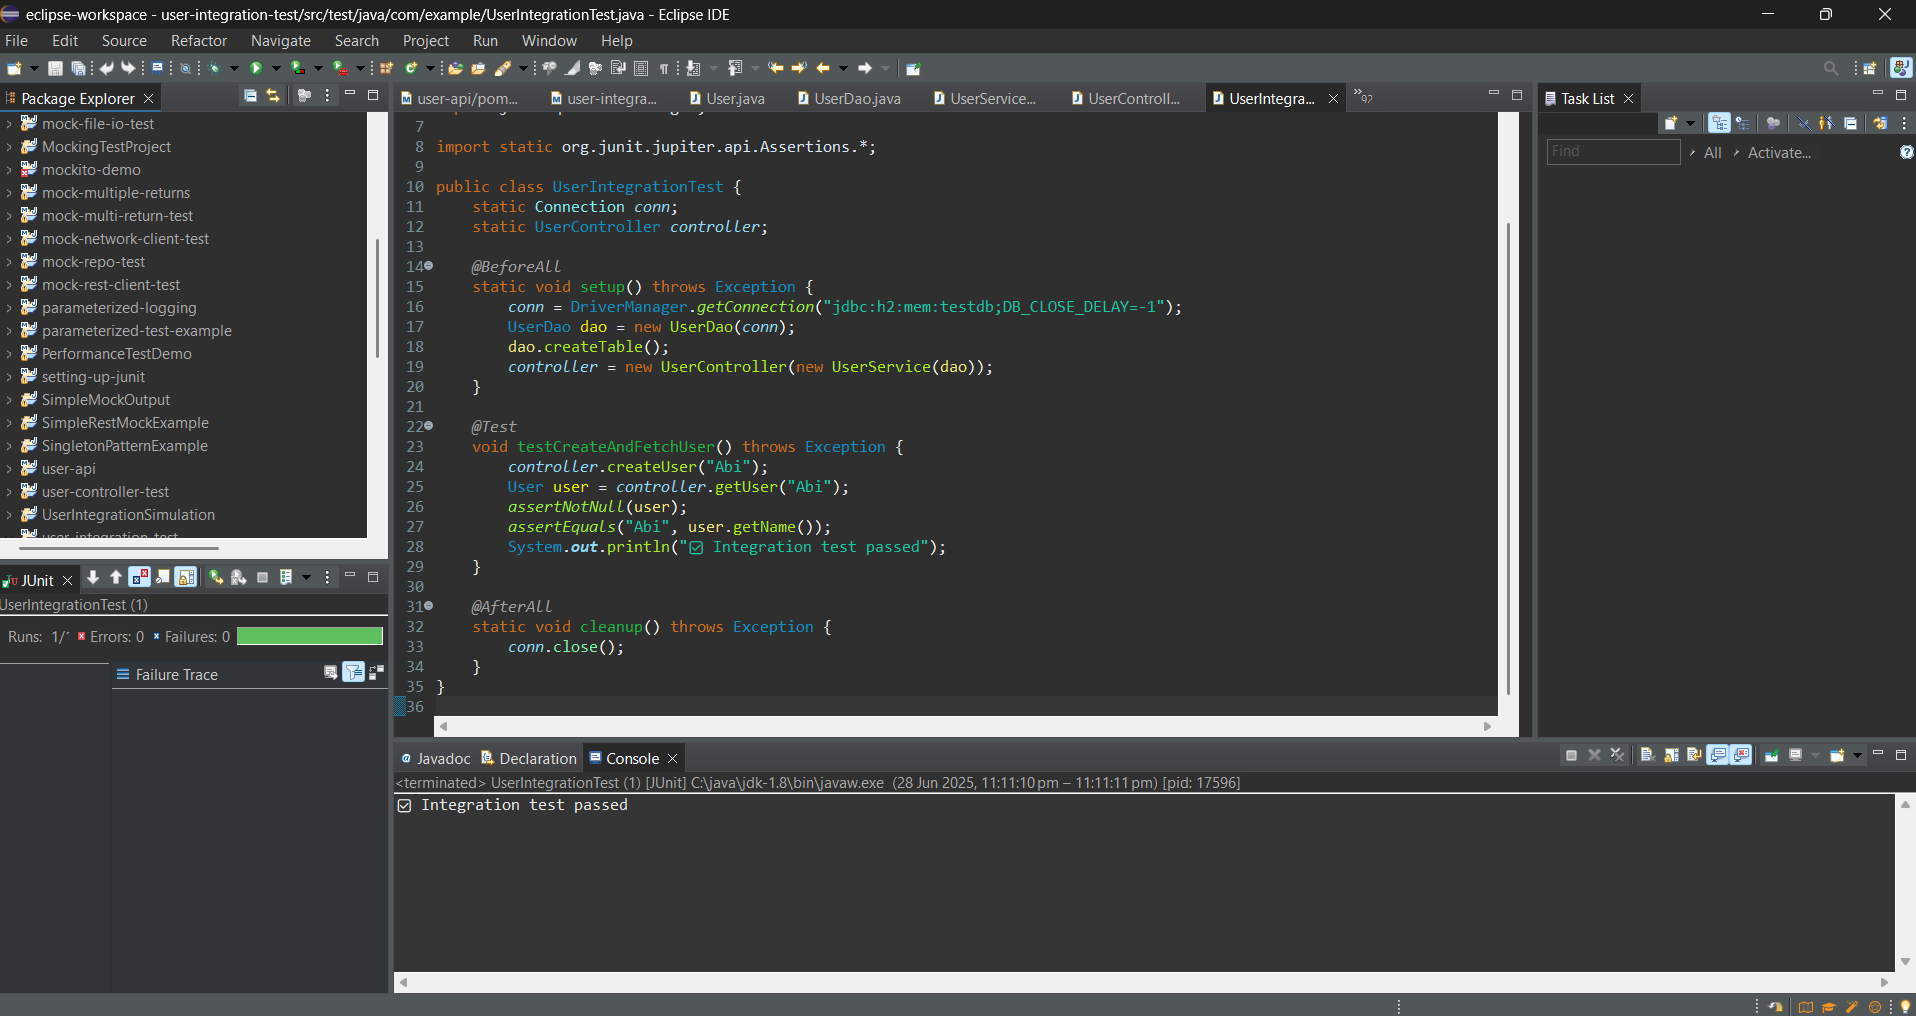 eclipse-workspace - user-integration-test/src/test/java/com/example/UserIntegrationTest.java - Eclipse IDE
File Edit Source Refactor Navigate Search Project Run Window Help
Package Explorer
mock-file-io-test
MockingTestProject
mockito-demo
mock-multiple-returns
mock-multi-return-test
mock-network-client-test
mock-repo-test
mock-rest-client-test
parameterized-logging
parameterized-test-example
PerformanceTestDemo
setting-up-junit
SimpleMockOutput
SimpleRestMockExample
SingletonPatternExample
user-api
user-controller-test
UserIntegrationSimulation
user-integration-test
JUnit
UserIntegrationTest (1)
Runs: 1/ Errors: 0 Failures: 0
Failure Trace
user-api/pom... user-integra... User.java UserDao.java UserService... UserControll... UserIntegra... »92
7
8 import static org.junit.jupiter.api.Assertions.*;
9
10 public class UserIntegrationTest {
11 static Connection conn;
12 static UserController controller;
13
14 @BeforeAll
15 static void setup() throws Exception {
16 conn = DriverManager.getConnection("jdbc:h2:mem:testdb;DB_CLOSE_DELAY=-1");
17 UserDao dao = new UserDao(conn);
18 dao.createTable();
19 controller = new UserController(new UserService(dao));
20 }
21
22 @Test
23 void testCreateAndFetchUser() throws Exception {
24 controller.createUser("Abi");
25 User user = controller.getUser("Abi");
26 assertNotNull(user);
27 assertEquals("Abi", user.getName());
28 System.out.println("☑ Integration test passed");
29 }
30
31 @AfterAll
32 static void cleanup() throws Exception {
33 conn.close();
34 }
35 }
36
Javadoc Declaration Console
<terminated> UserIntegrationTest (1) [JUnit] C:\java\jdk-1.8\bin\javaw.exe (28 Jun 2025, 11:11:10 pm – 11:11:11 pm) [pid: 17596]
☑ Integration test passed
Task List
Find All Activate...